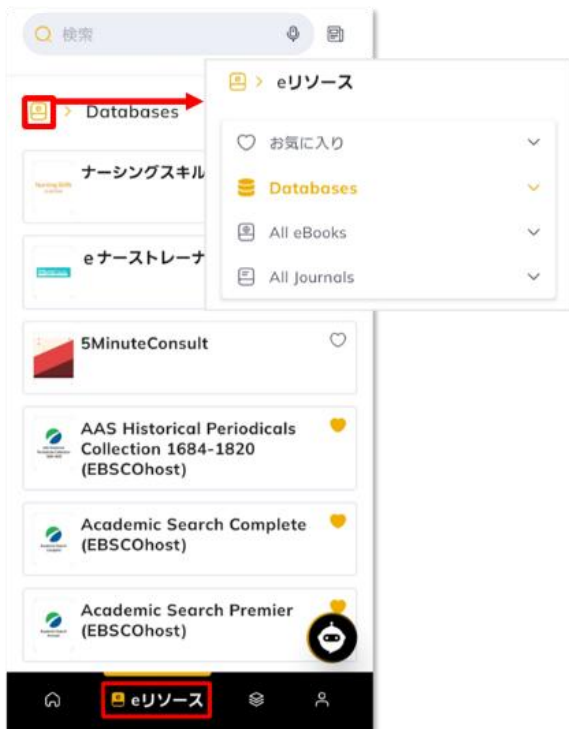 検索
> eリソース
> Databases
お気に入り
Databases
All eBooks
All Journals
ナーシングスキル
eナーストレーナ
5MinuteConsult
AAS Historical Periodicals
Collection 1684-1820
(EBSCOhost)
Academic Search Complete
(EBSCOhost)
Academic Search Premier
(EBSCOhost)
eリソース